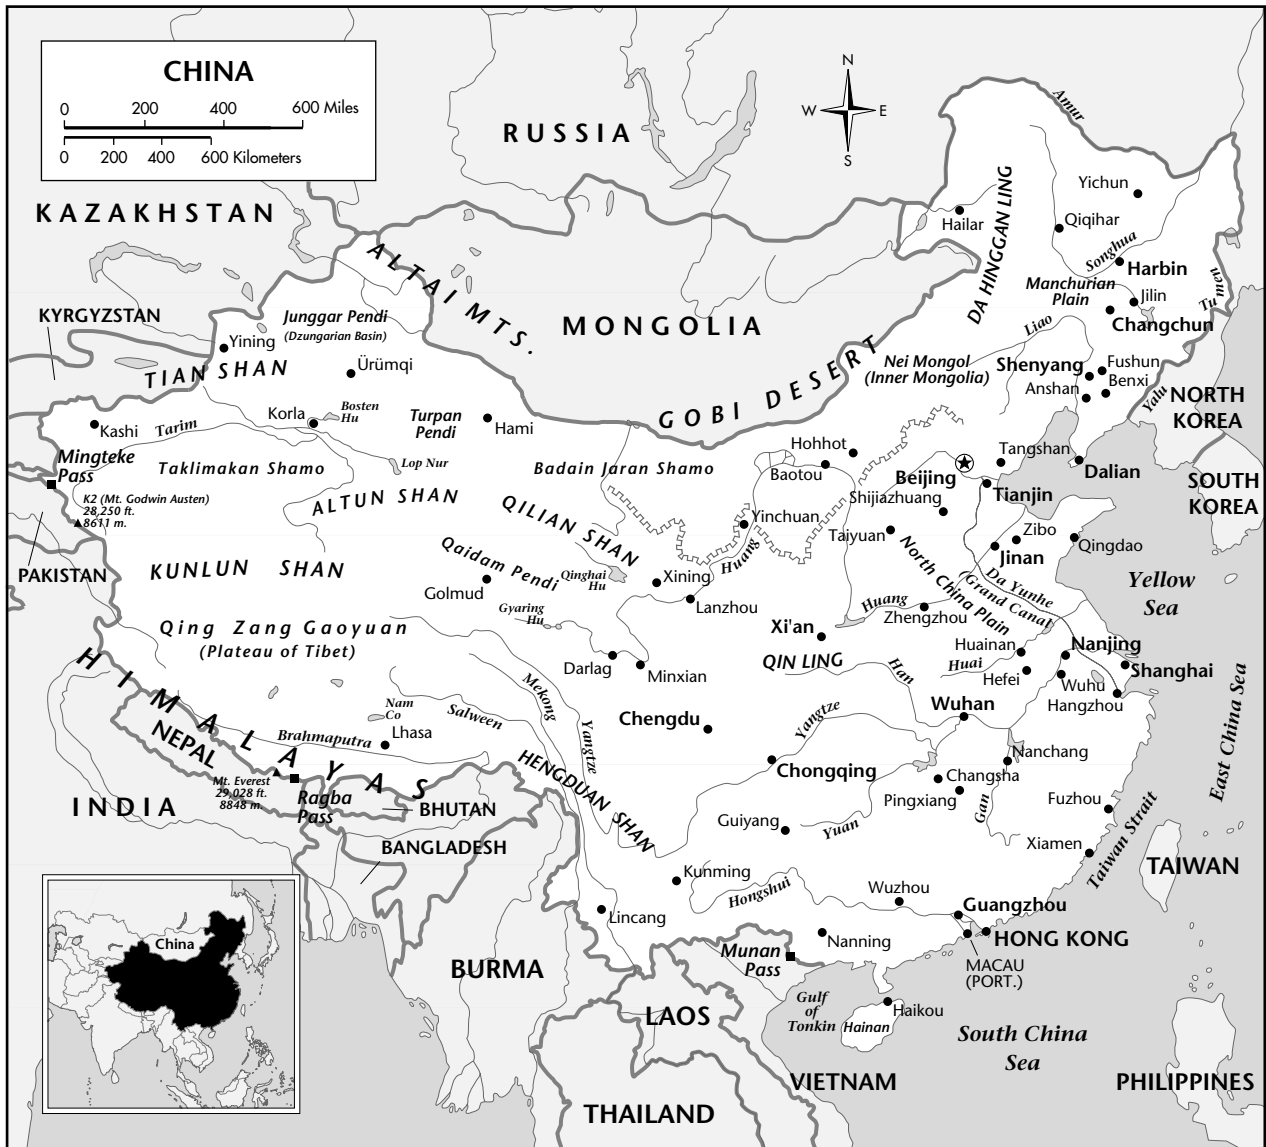 CHINA
0 200 400 600 Miles
0 200 400 600 Kilometers
N
W E
S
RUSSIA
KAZAKHSTAN
KYRGYZSTAN
MONGOLIA
Amur
Yichun
Hailar
Qiqihar
DA HINGGAN LING
Songhua
Harbin
Manchurian
Plain
Jilin
Tumen
Changchun
Liao
ALTAI MTS.
Junggar Pendi
(Dzungarian Basin)
Yining
TIAN SHAN
Ürümqi
GOBI DESERT
Nei Mongol
(Inner Mongolia)
Shenyang
Fushun
Anshan
Benxi
Yalu
NORTH
KOREA
Korla
Bosten
Hu
Turpan
Pendi
Hami
Kashi
Tarim
Mingteke
Pass
Taklimakan Shamo
Lop Nur
Badain Jaran Shamo
Hohhot
Baotou
Beijing
Tangshan
Dalian
Tianjin
SOUTH
KOREA
K2 (Mt. Godwin Austen)
28,250 ft.
8611 m.
ALTUN SHAN
QILIAN SHAN
Yinchuan
Shijiazhuang
Taiyuan
Zibo
Jinan
Qingdao
PAKISTAN
KUNLUN SHAN
Qaidam Pendi
Golmud
Qinghai
Hu
Xining
Huang
Lanzhou
North China Plain
Da Yunhe
(Grand Canal)
Yellow
Sea
Gyaring
Hu
Huang
Zhengzhou
Qing Zang Gaoyuan
(Plateau of Tibet)
Xi'an
Darlag
Minxian
QIN LING
Han
Huainan
Huai
Hefei
Nanjing
Shanghai
Wuhu
Hangzhou
HIMALAYAS
Nam
Co
Salween
Mekong
Yangtze
Chengdu
Yangtze
Wuhan
East China Sea
NEPAL
Brahmaputra
Lhasa
HENGDUAN SHAN
Chongqing
Nanchang
Changsha
Pingxiang
Gan
Mt. Everest
29,028 ft.
8848 m.
Ragba
Pass
INDIA
BHUTAN
BANGLADESH
Guiyang
Yuan
Fuzhou
Xiamen
Taiwan Strait
TAIWAN
Kunming
Hongshui
Wuzhou
Guangzhou
Lincang
HONG KONG
Nanning
MACAU
(PORT.)
Munan
Pass
China
BURMA
LAOS
Gulf
of
Tonkin
Haikou
Hainan
South China
Sea
VIETNAM
PHILIPPINES
THAILAND